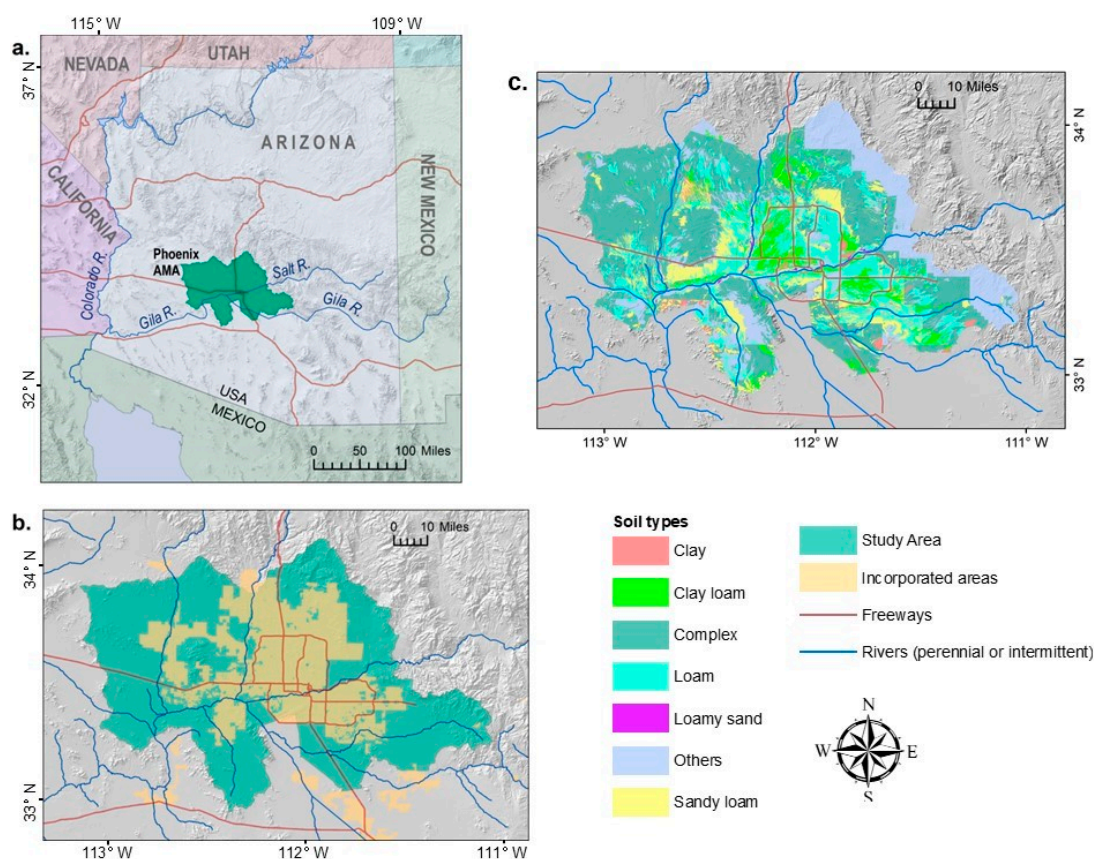 115° W
109° W
a.
37° N
32° N
NEVADA
UTAH
ARIZONA
CALIFORNIA
NEW MEXICO
Phoenix
AMA
Colorado R.
Salt R.
Gila R.
Gila R.
USA
MEXICO
0 50 100 Miles
c.
0 10 Miles
34° N
33° N
113° W
112° W
111° W
b.
0 10 Miles
34° N
33° N
113° W
112° W
111° W
Soil types
Clay
Clay loam
Complex
Loam
Loamy sand
Others
Sandy loam
Study Area
Incorporated areas
Freeways
Rivers (perennial or intermittent)
N
W
E
S